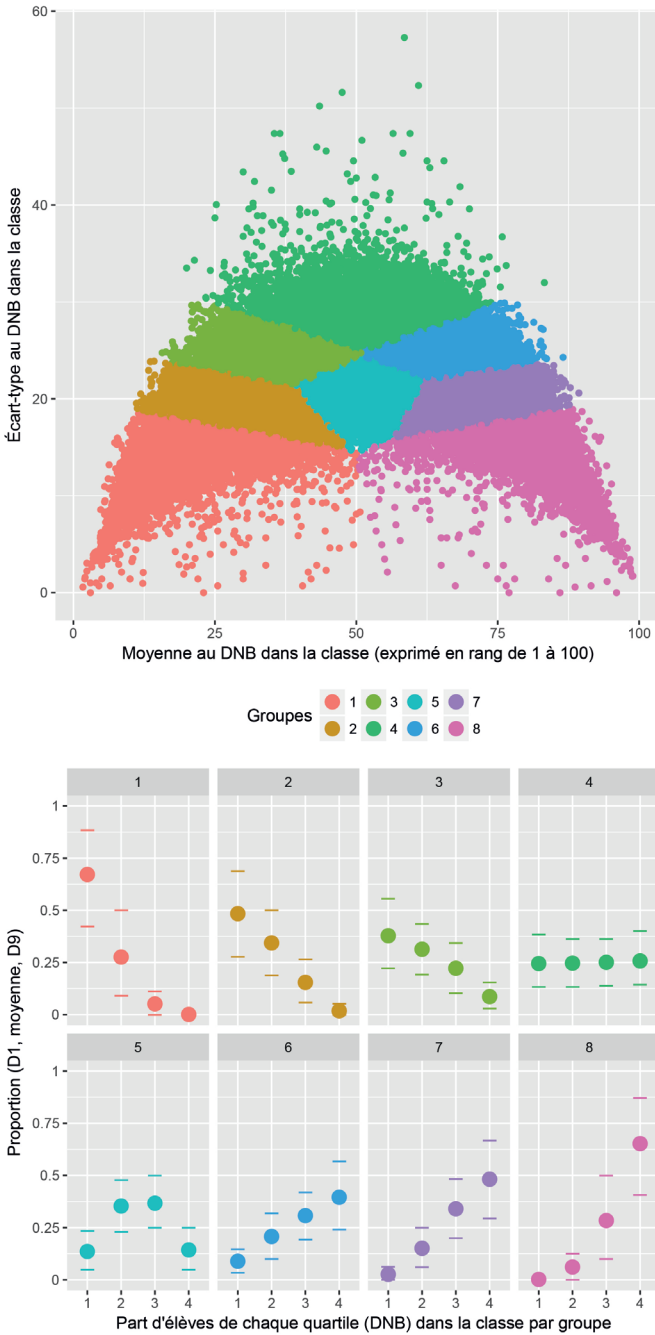 60
40
20
0
Écart-type au DNB dans la classe
0 25 50 75 100
Moyenne au DNB dans la classe (exprimé en rang de 1 à 100)
Groupes
1 3 5 7
2 4 6 8
1 2 3 4
1
0.75
0.5
0.25
0
Proportion (D1, moyenne, D9)
5 6 7 8
1
0.75
0.5
0.25
0
1 2 3 4 1 2 3 4 1 2 3 4 1 2 3 4
Part d'élèves de chaque quartile (DNB) dans la classe par groupe